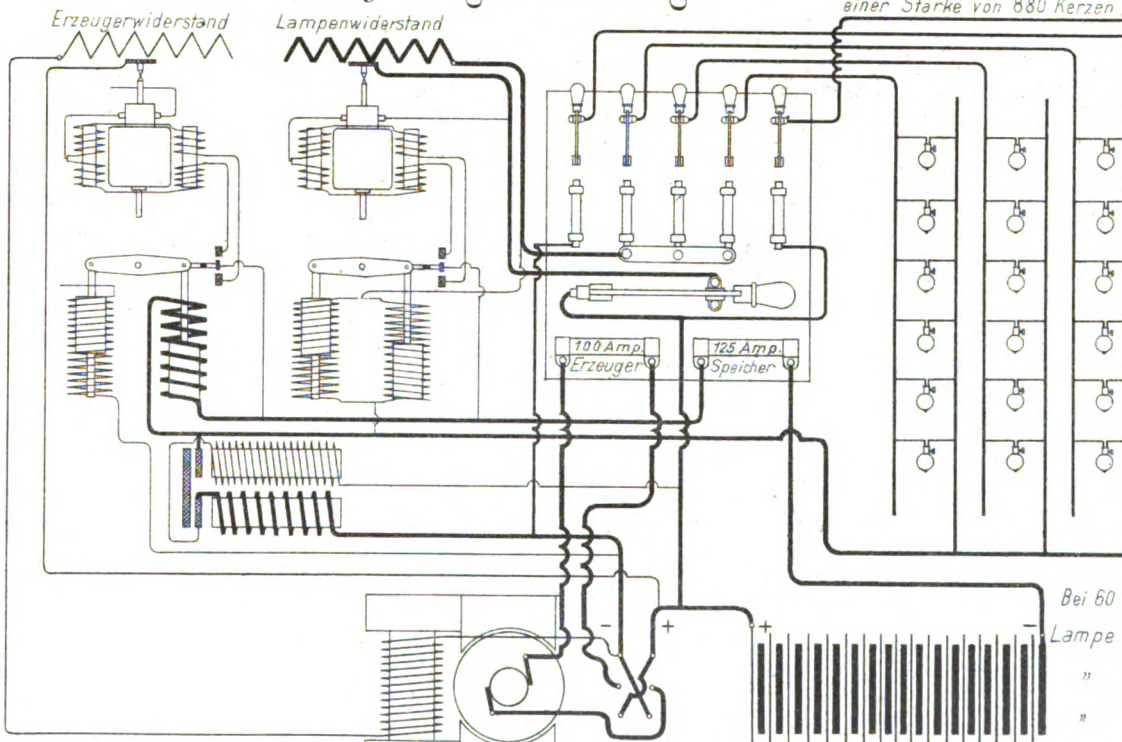 einer Stärke von 880 Kerzen
Erzeugerwiderstand
Lampenwiderstand
100 Amp.
Erzeuger
125 Amp.
Speicher
- +
+ -
Bei 60
Lampe
"
"